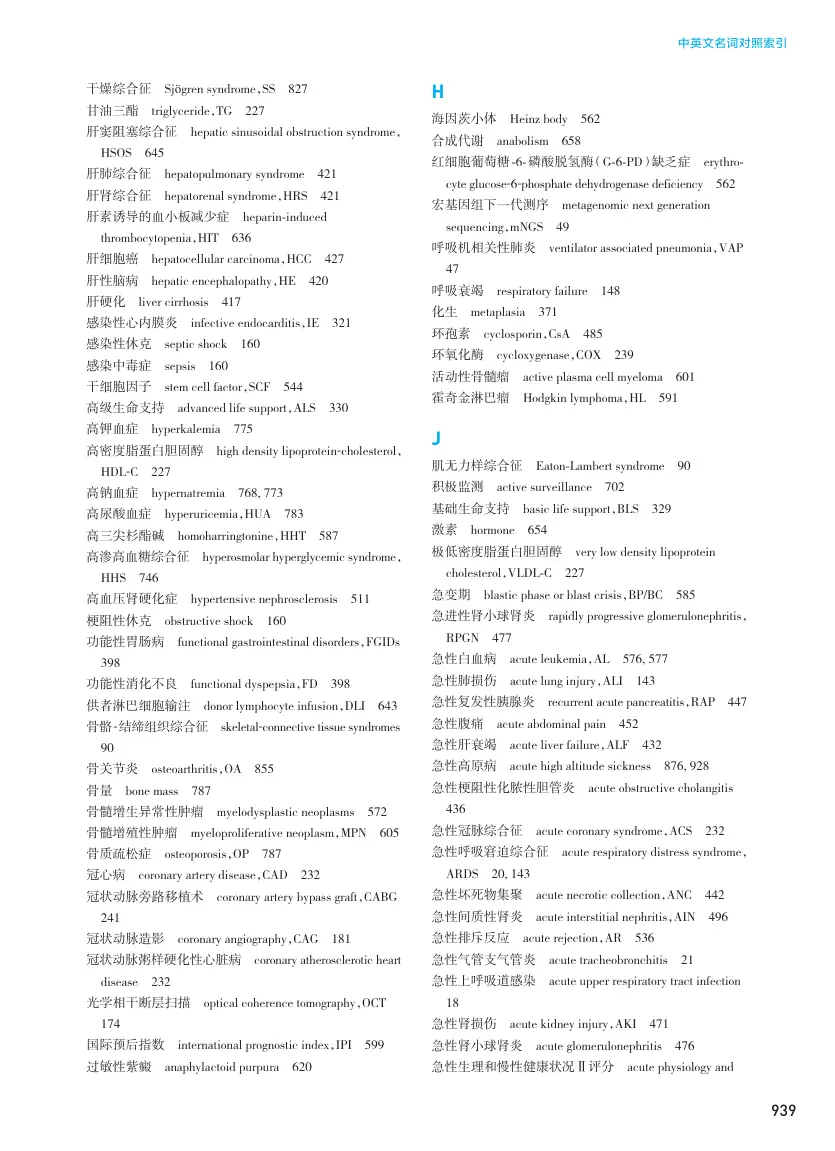 中英文名词对照索引
干燥综合征 Sjögren syndrome,SS 827
甘油三酯 triglyceride,TG 227
肝窦阻塞综合征 hepatic sinusoidal obstruction syndrome,
HSOS 645
肝肺综合征 hepatopulmonary syndrome 421
肝肾综合征 hepatorenal syndrome,HRS 421
肝素诱导的血小板减少症 heparin-induced
thrombocytopenia,HIT 636
肝细胞癌 hepatocellular carcinoma,HCC 427
肝性脑病 hepatic encephalopathy,HE 420
肝硬化 liver cirrhosis 417
感染性心内膜炎 infective endocarditis,IE 321
感染性休克 septic shock 160
感染中毒症 sepsis 160
干细胞因子 stem cell factor,SCF 544
高级生命支持 advanced life support,ALS 330
高钾血症 hyperkalemia 775
高密度脂蛋白胆固醇 high density lipoprotein-cholesterol,
HDL-C 227
高钠血症 hypernatremia 768,773
高尿酸血症 hyperuricemia,HUA 783
高三尖杉酯碱 homoharringtonine,HHT 587
高渗高血糖综合征 hyperosmolar hyperglycemic syndrome,
HHS 746
高血压肾硬化症 hypertensive nephrosclerosis 511
梗阻性休克 obstructive shock 160
功能性胃肠病 functional gastrointestinal disorders,FGIDs
398
功能性消化不良 functional dyspepsia,FD 398
供者淋巴细胞输注 donor lymphocyte infusion,DLI 643
骨骼-结缔组织综合征 skeletal-connective tissue syndromes
90
骨关节炎 osteoarthritis,OA 855
骨量 bone mass 787
骨髓增生异常性肿瘤 myelodysplastic neoplasms 572
骨髓增殖性肿瘤 myeloproliferative neoplasm,MPN 605
骨质疏松症 osteoporosis,OP 787
冠心病 coronary artery disease,CAD 232
冠状动脉旁路移植术 coronary artery bypass graft,CABG
241
冠状动脉造影 coronary angiography,CAG 181
冠状动脉粥样硬化性心脏病 coronary atherosclerotic heart
disease 232
光学相干断层扫描 optical coherence tomography,OCT
174
国际预后指数 international prognostic index,IPI 599
过敏性紫癜 anaphylactoid purpura 620
H
海因茨小体 Heinz body 562
合成代谢 anabolism 658
红细胞葡萄糖-6-磷酸脱氢酶(G-6-PD)缺乏症 erythro-
cyte glucose-6-phosphate dehydrogenase deficiency 562
宏基因组下一代测序 metagenomic next generation
sequencing,mNGS 49
呼吸机相关性肺炎 ventilator associated pneumonia,VAP
47
呼吸衰竭 respiratory failure 148
化生 metaplasia 371
环孢素 cyclosporin,CsA 485
环氧化酶 cycloxygenase,COX 239
活动性骨髓瘤 active plasma cell myeloma 601
霍奇金淋巴瘤 Hodgkin lymphoma,HL 591
J
肌无力样综合征 Eaton-Lambert syndrome 90
积极监测 active surveillance 702
基础生命支持 basic life support,BLS 329
激素 hormone 654
极低密度脂蛋白胆固醇 very low density lipoprotein
cholesterol,VLDL-C 227
急变期 blastic phase or blast crisis,BP/BC 585
急进性肾小球肾炎 rapidly progressive glomerulonephritis,
RPGN 477
急性白血病 acute leukemia,AL 576,577
急性肺损伤 acute lung injury,ALI 143
急性复发性胰腺炎 recurrent acute pancreatitis,RAP 447
急性腹痛 acute abdominal pain 452
急性肝衰竭 acute liver failure,ALF 432
急性高原病 acute high altitude sickness 876,928
急性梗阻性化脓性胆管炎 acute obstructive cholangitis
436
急性冠脉综合征 acute coronary syndrome,ACS 232
急性呼吸窘迫综合征 acute respiratory distress syndrome,
ARDS 20,143
急性坏死物集聚 acute necrotic collection,ANC 442
急性间质性肾炎 acute interstitial nephritis,AIN 496
急性排斥反应 acute rejection,AR 536
急性气管支气管炎 acute tracheobronchitis 21
急性上呼吸道感染 acute upper respiratory tract infection
18
急性肾损伤 acute kidney injury,AKI 471
急性肾小球肾炎 acute glomerulonephritis 476
急性生理和慢性健康状况Ⅱ评分 acute physiology and
939